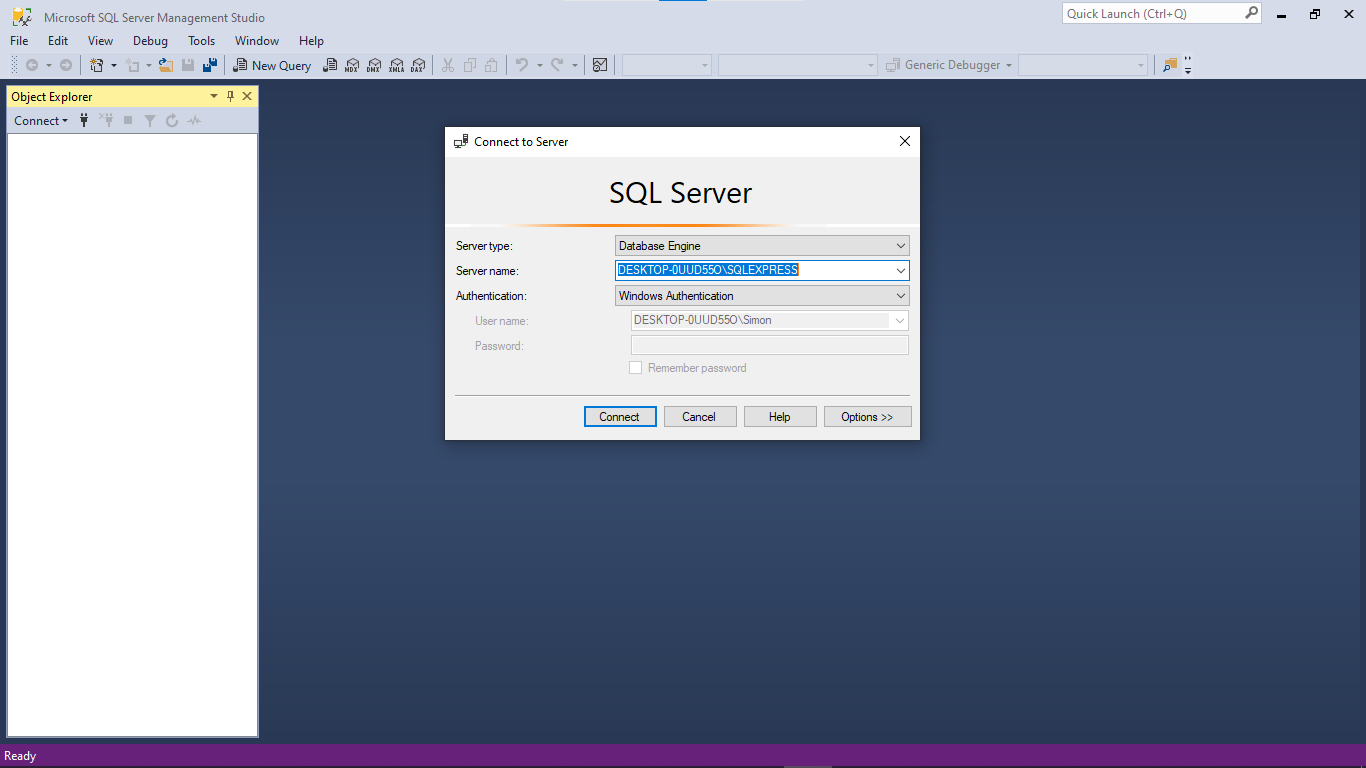 Microsoft SQL Server Management Studio
Quick Launch (Ctrl+Q)
File Edit View Debug Tools Window Help
New Query MDX DMX XMLA DAX Generic Debugger
Object Explorer
Connect
Connect to Server
SQL Server
Server type: Database Engine
Server name: DESKTOP-0UUD55O\SQLEXPRESS
Authentication: Windows Authentication
User name: DESKTOP-0UUD55O\Simon
Password:
Remember password
Connect Cancel Help Options >>
Ready